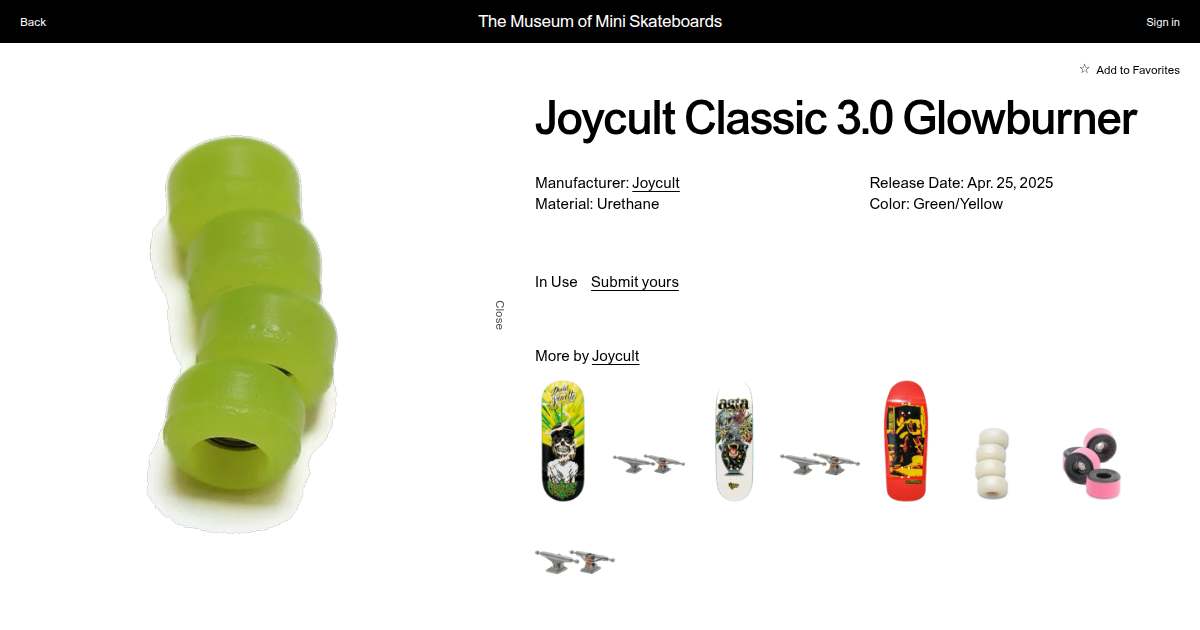 Back
The Museum of Mini Skateboards
Sign in
☆ Add to Favorites
Joycult Classic 3.0 Glowburner
Manufacturer: Joycult
Release Date: Apr. 25, 2025
Material: Urethane
Color: Green/Yellow
In Use Submit yours
Close
More by Joycult
asta